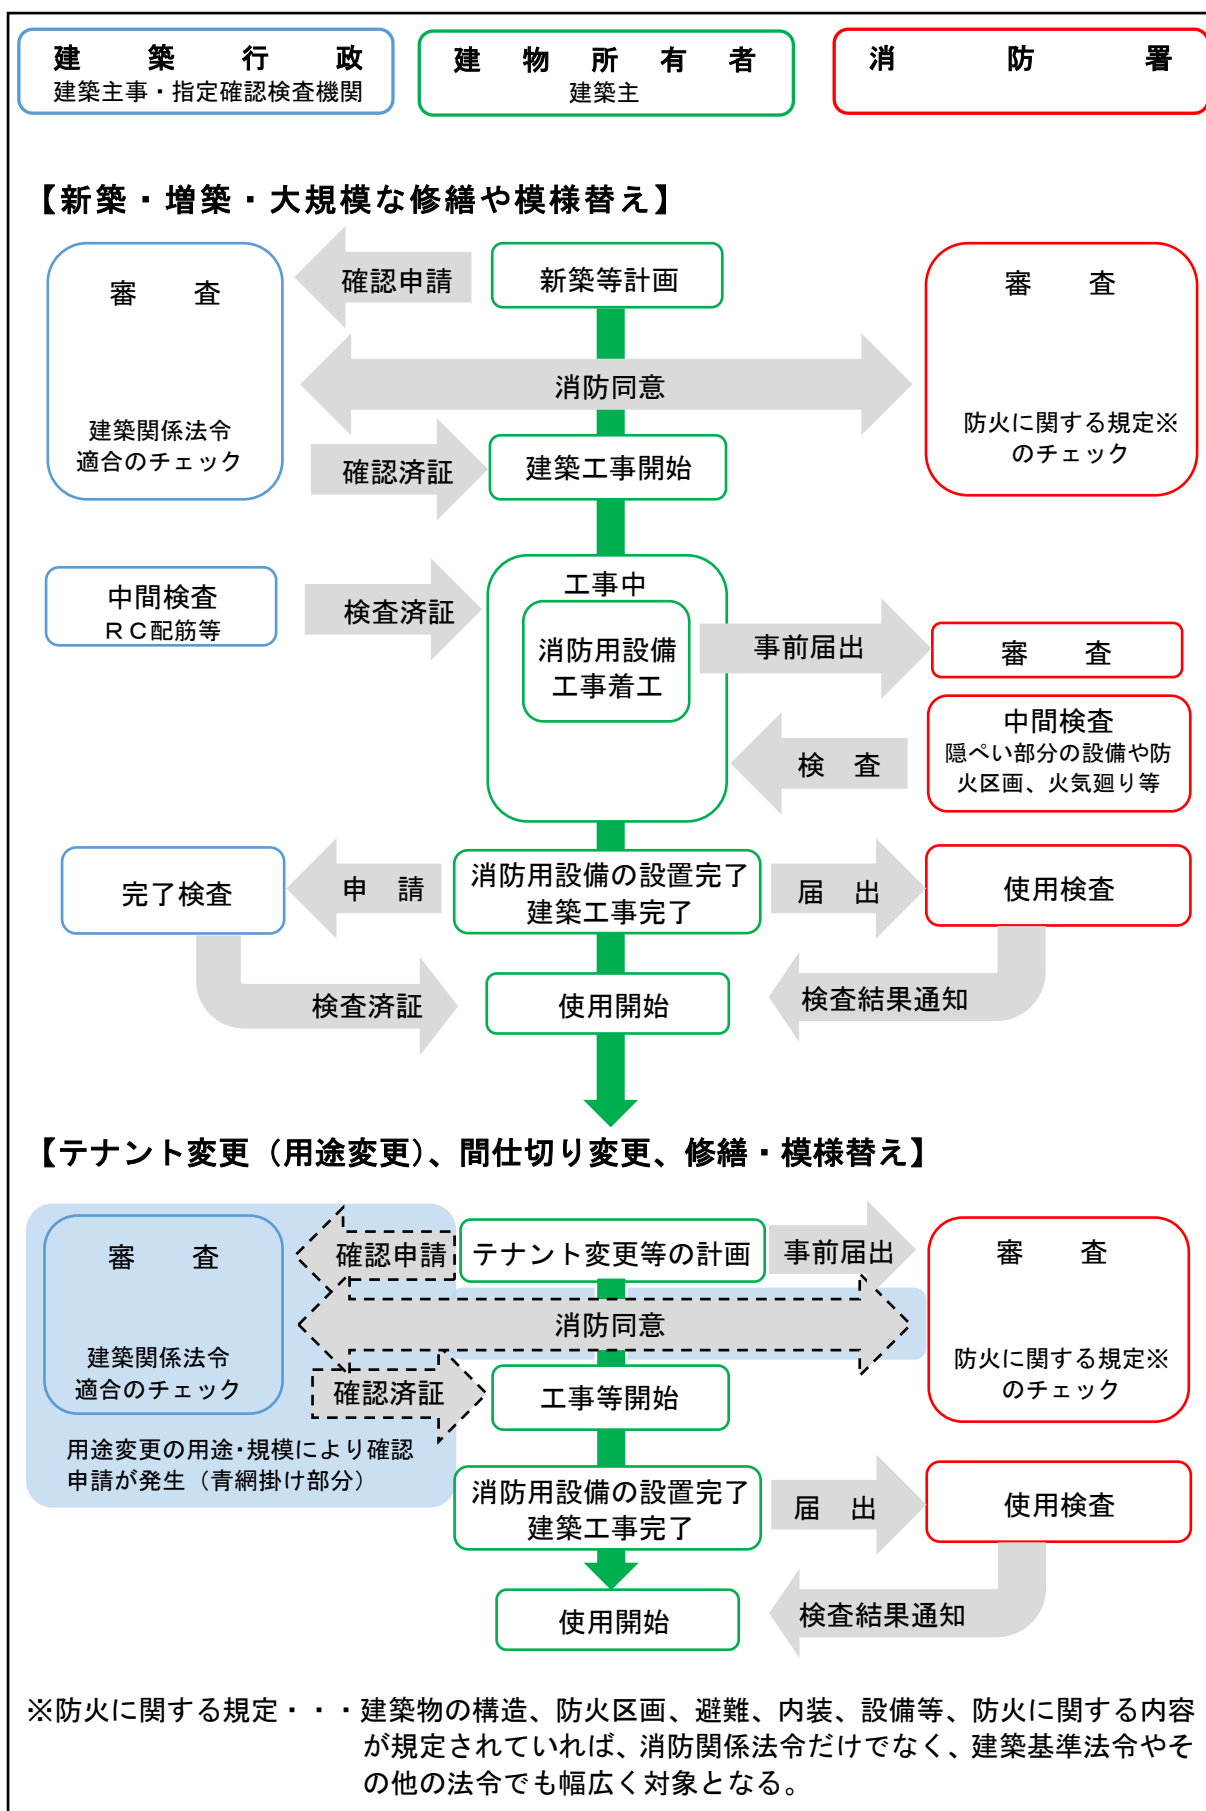 建築行政
建築主事・指定確認検査機関
建物所有者
建築主
消防署
【新築・増築・大規模な修繕や模様替え】
審査
建築関係法令
適合のチェック
確認申請
新築等計画
審査
防火に関する規定※
のチェック
消防同意
確認済証
建築工事開始
中間検査
ＲＣ配筋等
検査済証
工事中
消防用設備
工事着工
事前届出
審査
中間検査
隠ぺい部分の設備や防
火区画、火気廻り等
検査
完了検査
申請
消防用設備の設置完了
建築工事完了
届出
使用検査
検査済証
使用開始
検査結果通知
【テナント変更（用途変更）、間仕切り変更、修繕・模様替え】
審査
建築関係法令
適合のチェック
確認申請
テナント変更等の計画
事前届出
審査
防火に関する規定※
のチェック
消防同意
確認済証
工事等開始
用途変更の用途・規模により確認
申請が発生（青網掛け部分）
消防用設備の設置完了
建築工事完了
届出
使用検査
使用開始
検査結果通知
※防火に関する規定・・・建築物の構造、防火区画、避難、内装、設備等、防火に関する内容
が規定されていれば、消防関係法令だけでなく、建築基準法令やそ
の他の法令でも幅広く対象となる。